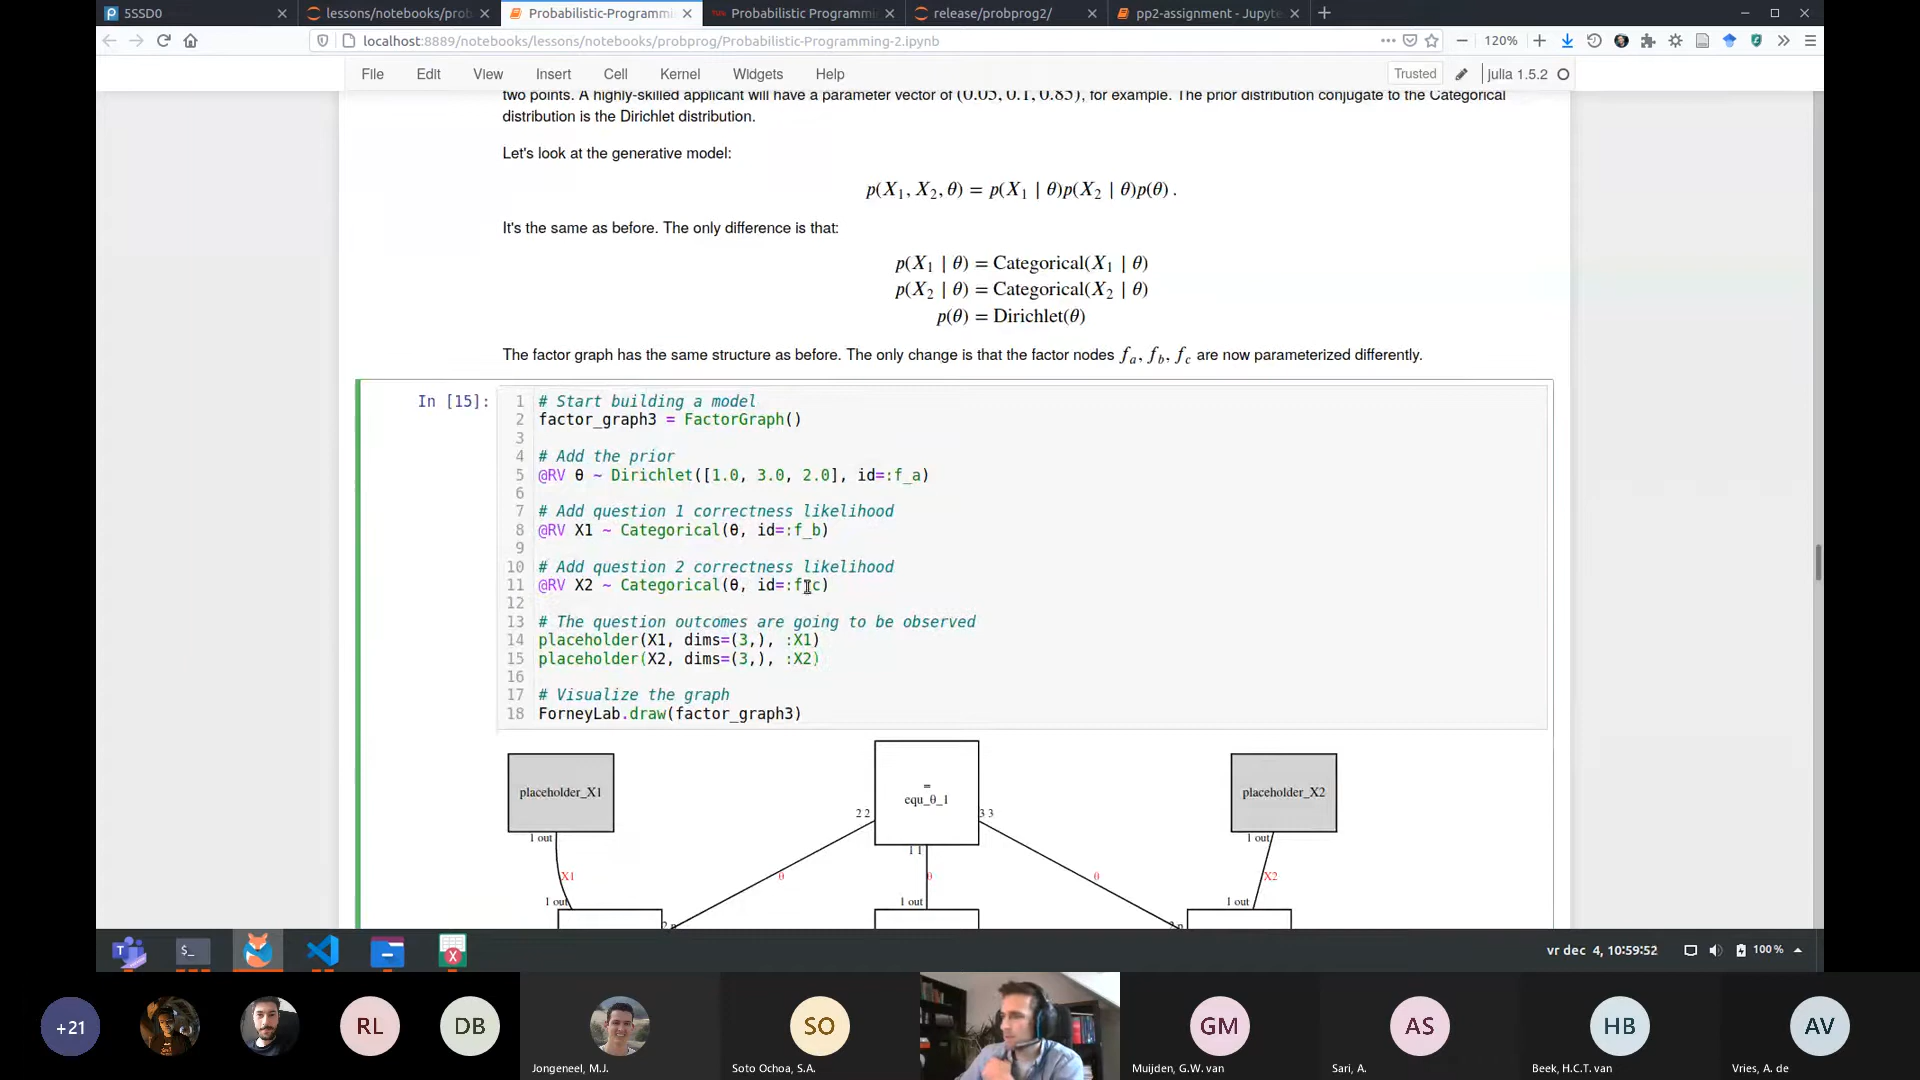 5SSD0
lessons/notebooks/prob
Probabilistic-Programmi
Probabilistic Programmi
release/probprog2/
pp2-assignment - Jupyte
localhost:8889/notebooks/lessons/notebooks/probprog/Probabilistic-Programming-2.ipynb
120%
File Edit View Insert Cell Kernel Widgets Help
Trusted
Julia 1.5.2
two points. A highly-skilled applicant will have a parameter vector of (0.05, 0.1, 0.85), for example. The prior distribution conjugate to the Categorical
distribution is the Dirichlet distribution.
Let's look at the generative model:
p(X1, X2, θ) = p(X1 | θ)p(X2 | θ)p(θ) .
It's the same as before. The only difference is that:
p(X1 | θ) = Categorical(X1 | θ)
p(X2 | θ) = Categorical(X2 | θ)
p(θ) = Dirichlet(θ)
The factor graph has the same structure as before. The only change is that the factor nodes fa, fb, fc are now parameterized differently.
In [15]:
1 # Start building a model
2 factor_graph3 = FactorGraph()
3
4 # Add the prior
5 @RV θ ~ Dirichlet([1.0, 3.0, 2.0], id=:f_a)
6
7 # Add question 1 correctness likelihood
8 @RV X1 ~ Categorical(θ, id=:f_b)
9
10 # Add question 2 correctness likelihood
11 @RV X2 ~ Categorical(θ, id=:f_c)
12
13 # The question outcomes are going to be observed
14 placeholder(X1, dims=(3,), :X1)
15 placeholder(X2, dims=(3,), :X2)
16
17 # Visualize the graph
18 ForneyLab.draw(factor_graph3)
placeholder_X1
=
equ_θ_1
placeholder_X2
2 2
3 3
1 out
1 1
1 out
X1
θ
θ
θ
X2
1 out
1 out
1 out
2 p
2 p
vr dec 4, 10:59:52
100 %
+21
RL
DB
SO
GM
AS
HB
AV
Jongeneel, M.J.
Soto Ochoa, S.A.
Muijden, G.W. van
Sari, A.
Beek, H.C.T. van
Vries, A. de